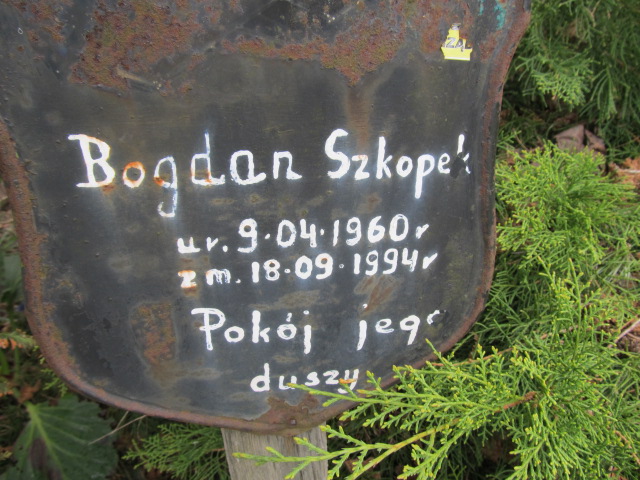 Bogdan Szkopek
ur. 9.04.1960r
zm. 18.09.1994r
Pokój jego
duszy